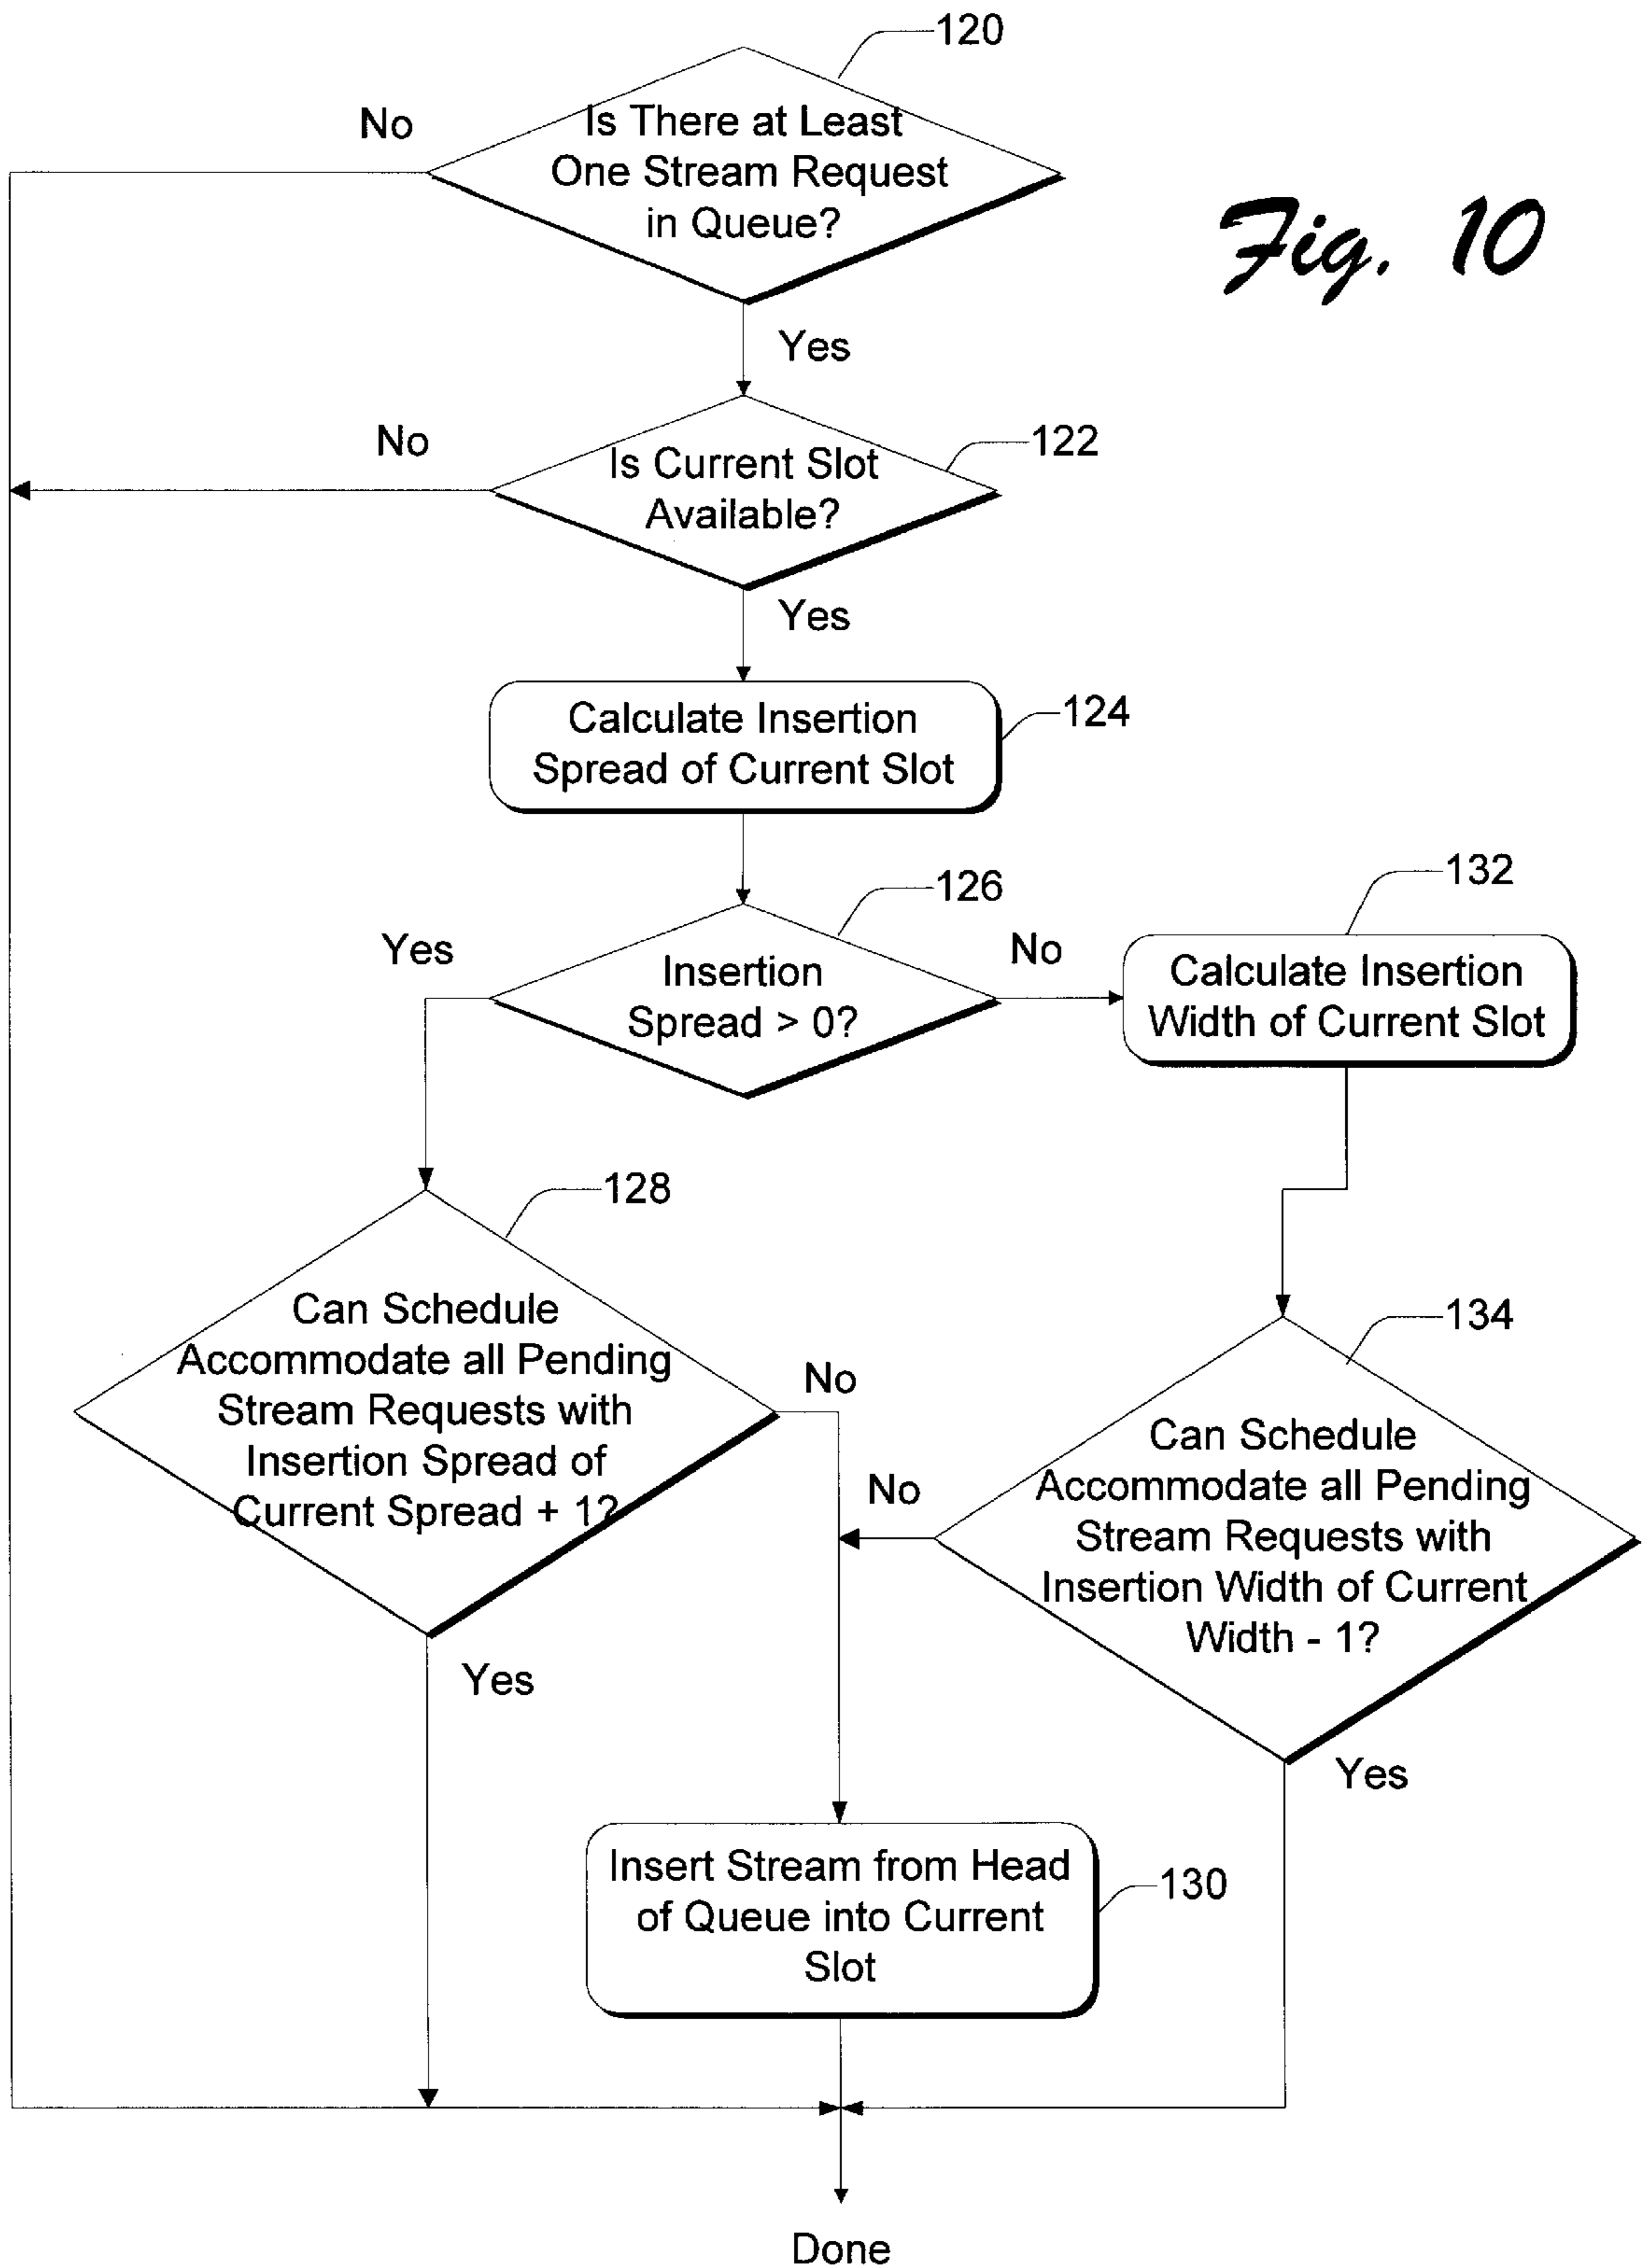 120
No
Is There at Least
One Stream Request
in Queue?
Fig. 10
Yes
No
122
Is Current Slot
Available?
Yes
Calculate Insertion
Spread of Current Slot
124
126
132
Yes
Insertion
Spread > 0?
No
Calculate Insertion
Width of Current Slot
128
Can Schedule
Accommodate all Pending
Stream Requests with
Insertion Spread of
Current Spread + 1?
No
134
Can Schedule
Accommodate all Pending
Stream Requests with
Insertion Width of Current
Width - 1?
No
Yes
Yes
Insert Stream from Head
of Queue into Current
Slot
130
Done